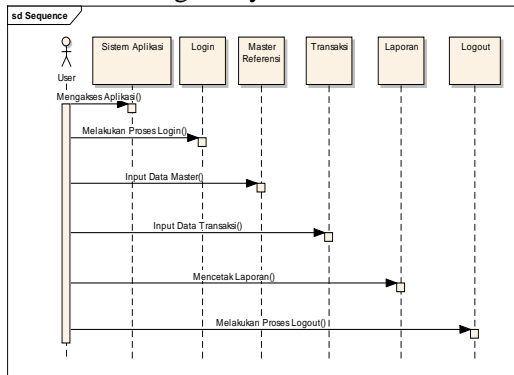 sd Sequence
User
Sistem Aplikasi
Login
Master
Referensi
Transaksi
Laporan
Logout
Mengakses Aplikasi()
Melakukan Proses Login()
Input Data Master()
Input Data Transaksi()
Mencetak Laporan()
Melakukan Proses Logout()